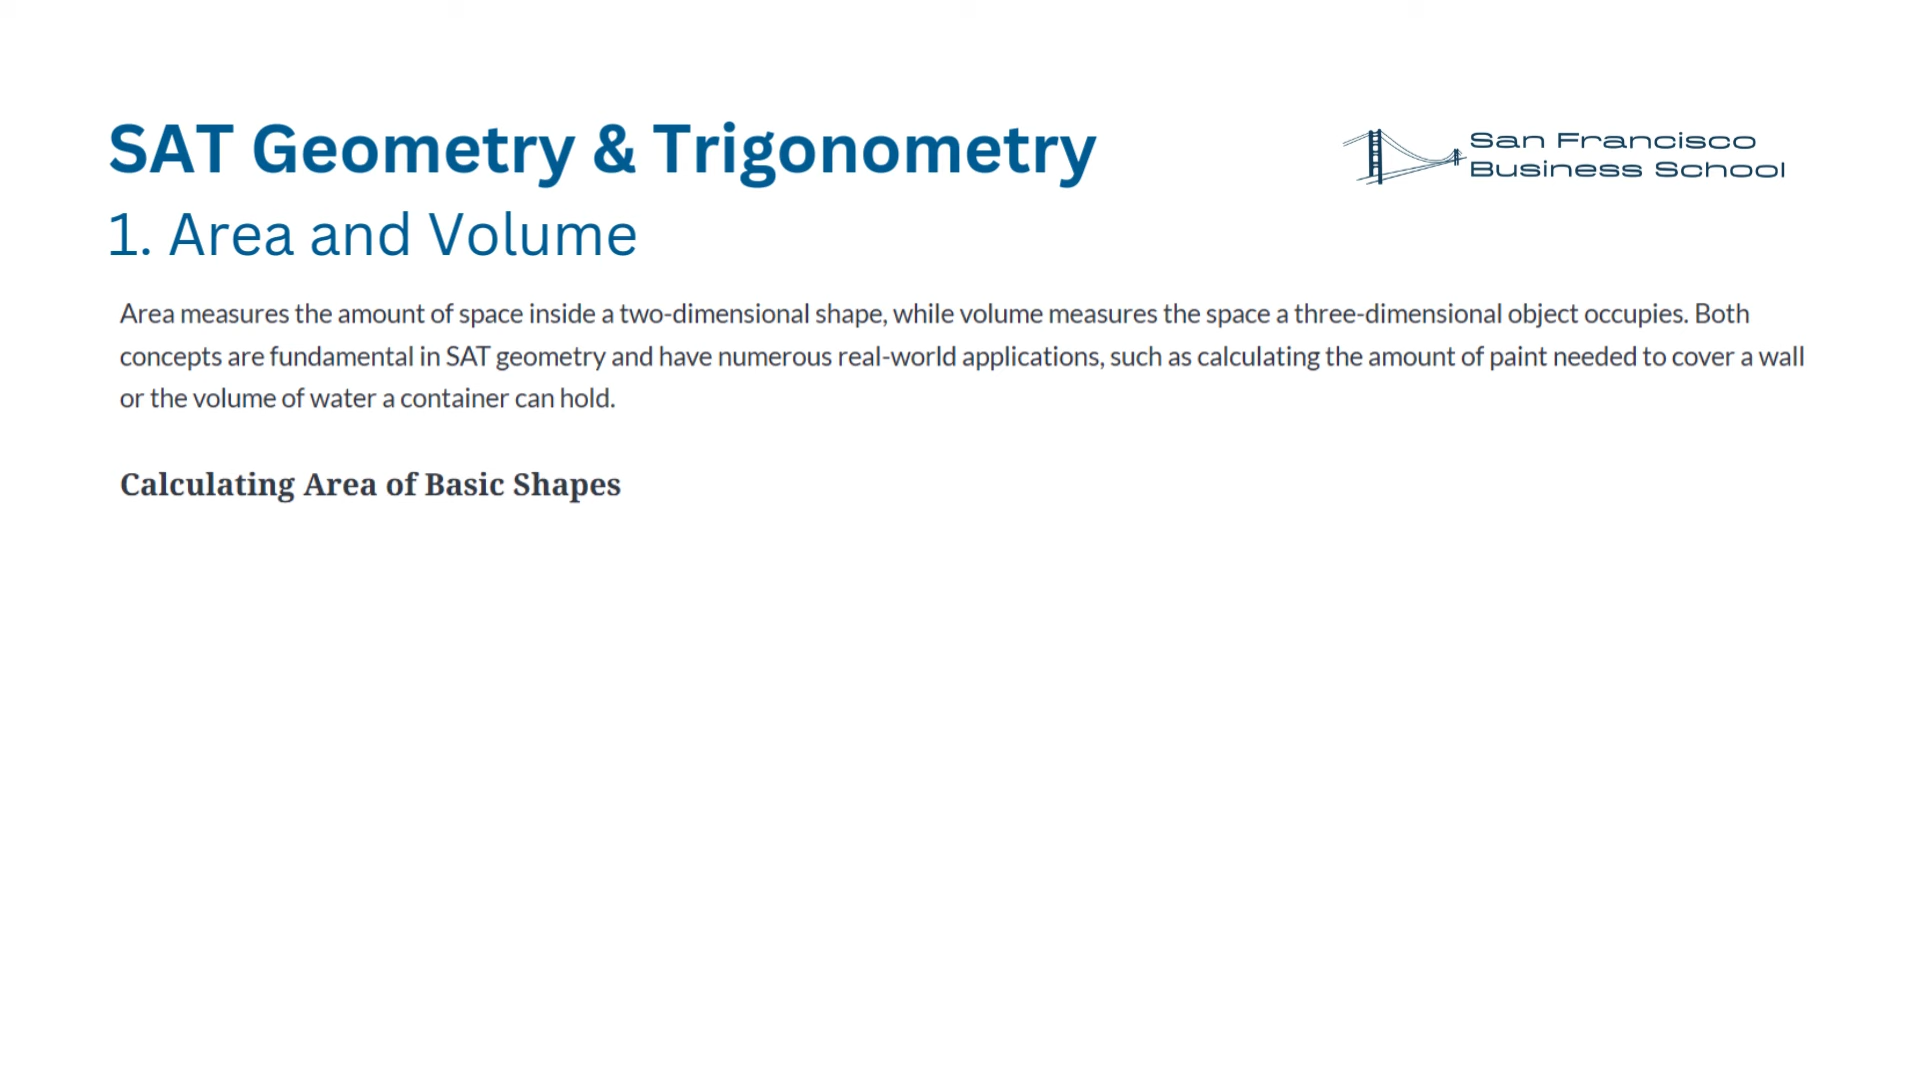 SAT Geometry & Trigonometry
San Francisco
Business School
1. Area and Volume
Area measures the amount of space inside a two-dimensional shape, while volume measures the space a three-dimensional object occupies. Both
concepts are fundamental in SAT geometry and have numerous real-world applications, such as calculating the amount of paint needed to cover a wall
or the volume of water a container can hold.
Calculating Area of Basic Shapes